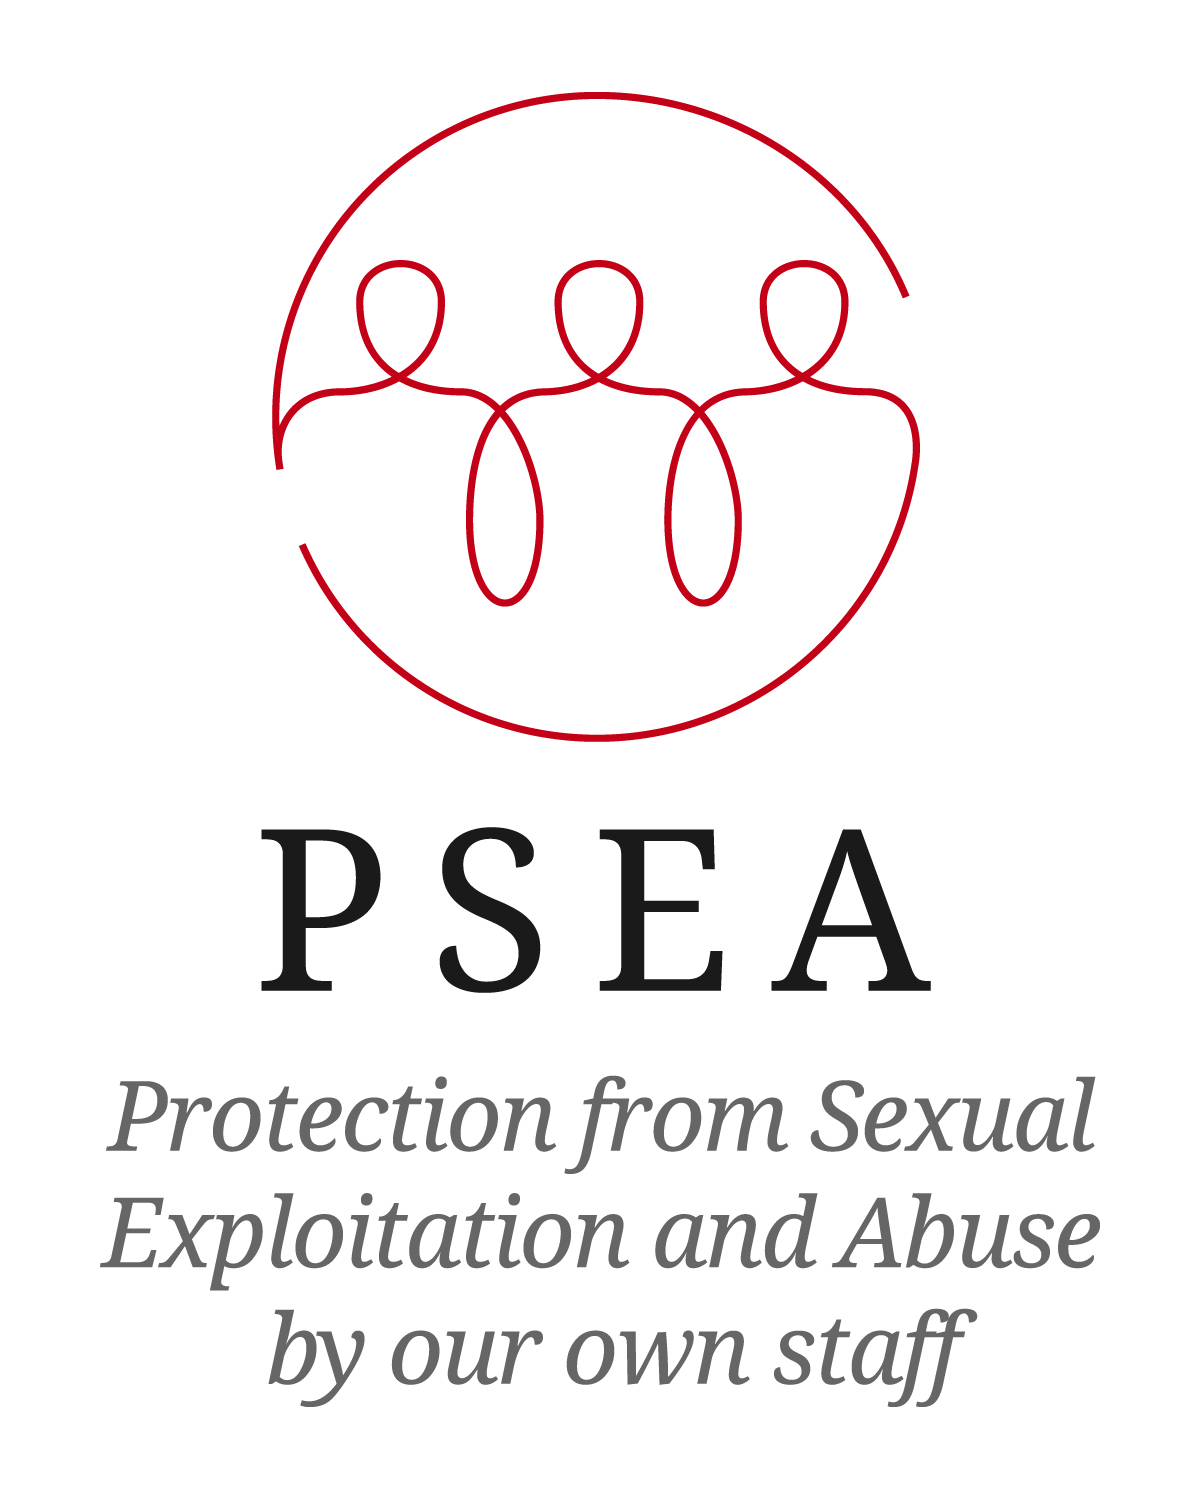 PSEA
Protection from Sexual
Exploitation and Abuse
by our own staff